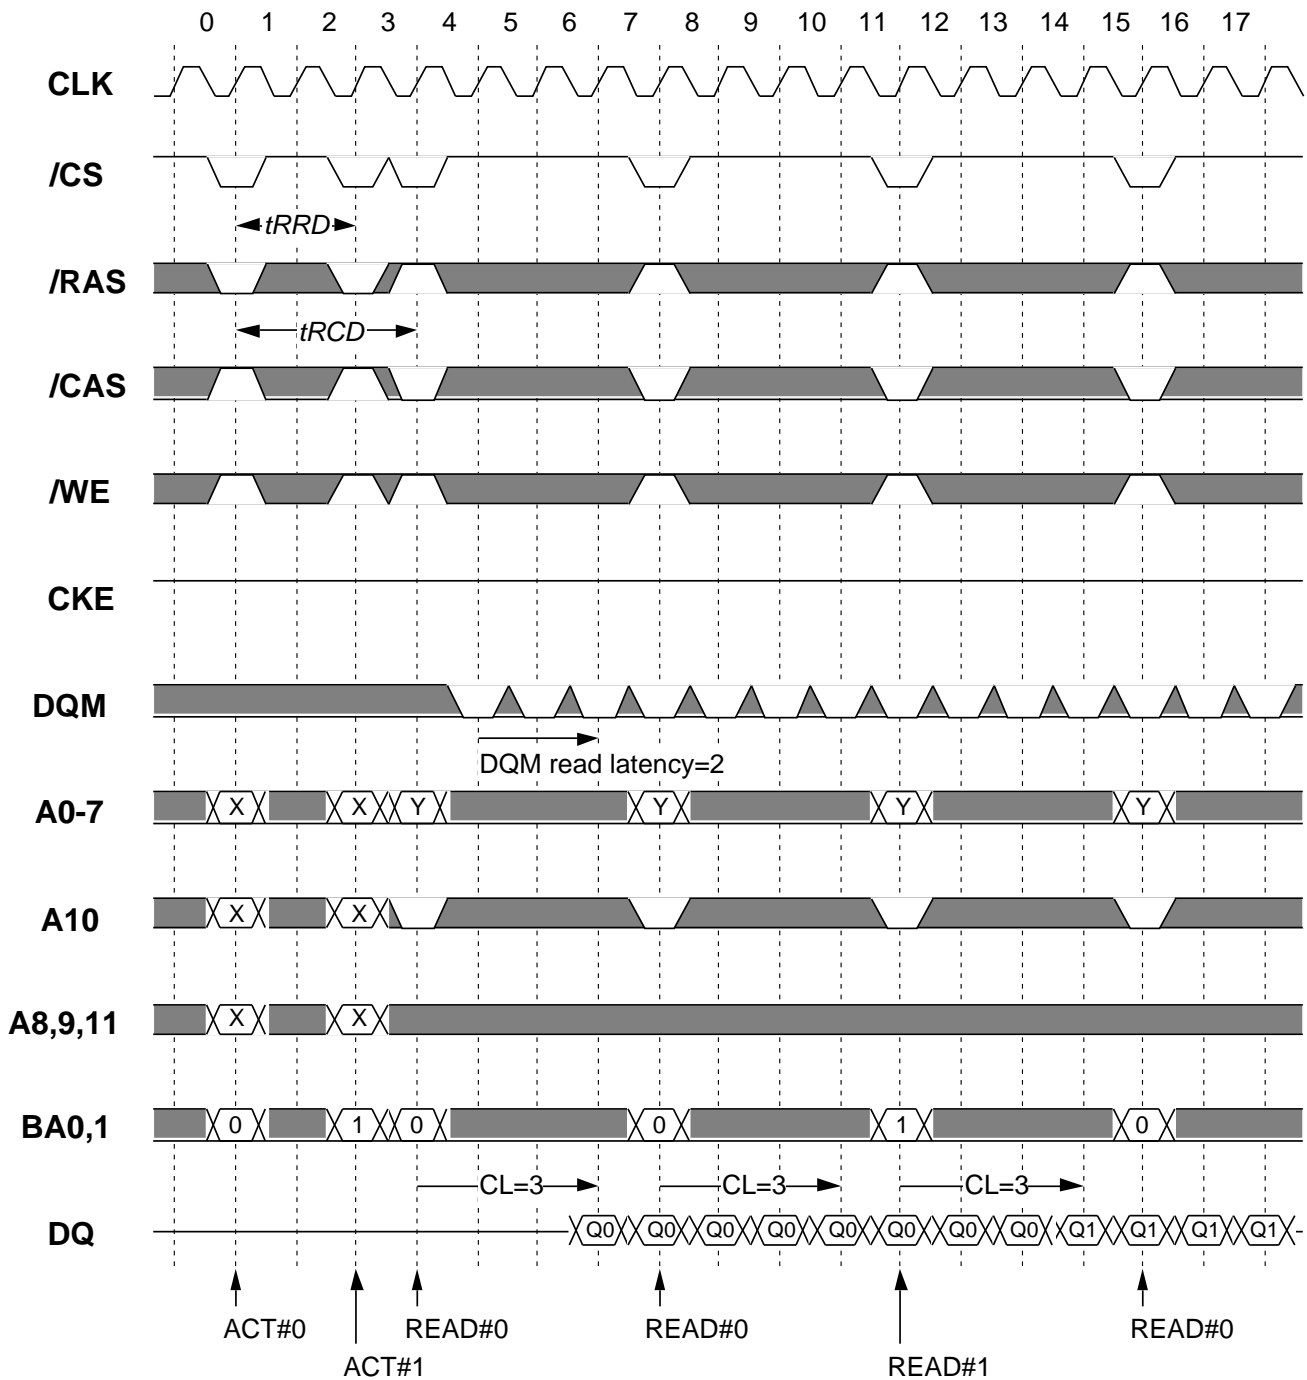 0 1 2 3 4 5 6 7 8 9 10 11 12 13 14 15 16 17
CLK
/CS
tRRD
/RAS
tRCD
/CAS
/WE
CKE
DQM
DQM read latency=2
A0-7 X X Y Y Y Y
A10 X X
A8,9,11 X X
BA0,1 0 1 0 0 1 0
CL=3 CL=3 CL=3
DQ Q0 Q0 Q0 Q0 Q0 Q0 Q0 Q0 Q1 Q1 Q1 Q1
ACT#0 READ#0 READ#0 READ#0
ACT#1 READ#1